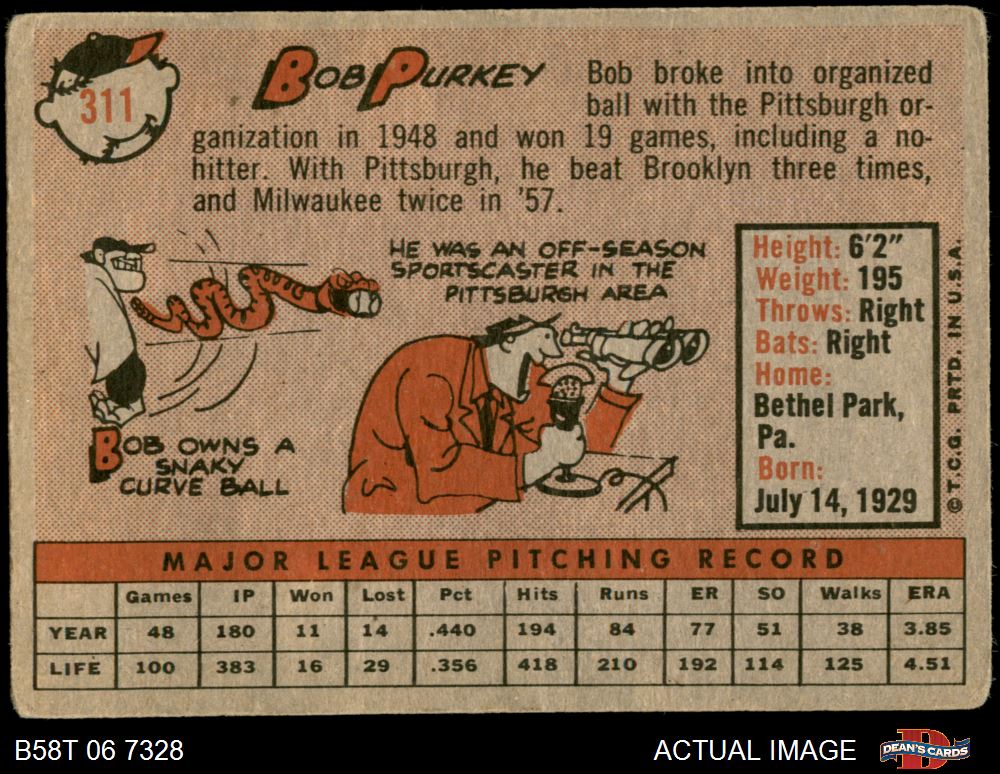 311
BOB PURKEY
Bob broke into organized
ball with the Pittsburgh or-
ganization in 1948 and won 19 games, including a no-
hitter. With Pittsburgh, he beat Brooklyn three times,
and Milwaukee twice in '57.
HE WAS AN OFF-SEASON
SPORTSCASTER IN THE
PITTSBURGH AREA
BOB OWNS A
SNAKY
CURVE BALL
Height: 6'2"
Weight: 195
Throws: Right
Bats: Right
Home:
Bethel Park,
Pa.
Born:
July 14, 1929
© T.C.G. PRTD. IN U.S.A.
MAJOR LEAGUE PITCHING RECORD
Games IP Won Lost Pct Hits Runs ER SO Walks ERA
YEAR 48 180 11 14 .440 194 84 77 51 38 3.85
LIFE 100 383 16 29 .356 418 210 192 114 125 4.51
B58T 06 7328
ACTUAL IMAGE
DEAN'S CARDS